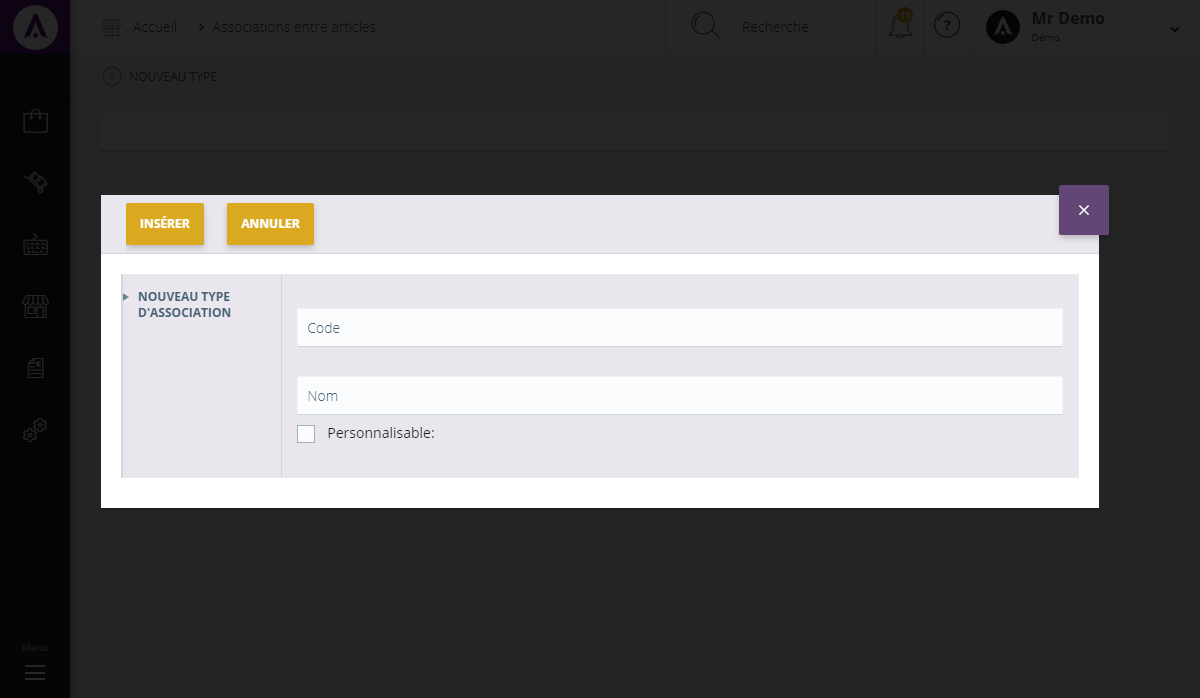 Accueil > Associations entre articles
Recherche
11
?
Mr Demo
Démo
NOUVEAU TYPE
INSÉRER
ANNULER
×
NOUVEAU TYPE
D'ASSOCIATION
Code
Nom
Personnalisable:
Menu